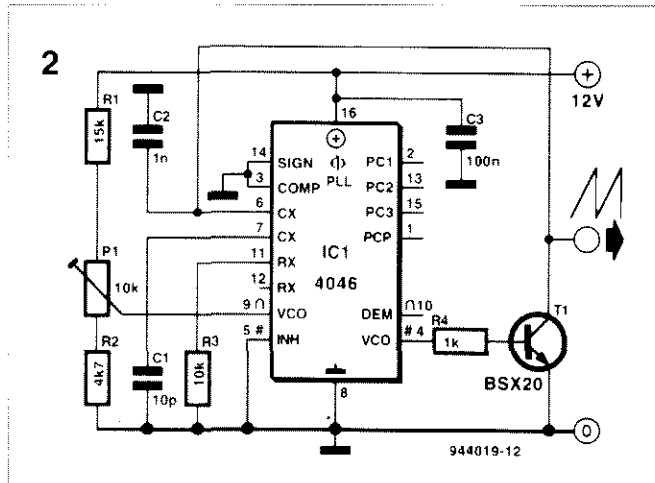 2
R1
15k
C2
1n
16
C3
100n
12V
14 SIGN
3 COMP
6 CX
7 CX
11 RX
12 RX
9 VCO
5 # INH
Φ
PLL
IC1
4046
PC1 2
PC2 13
PC3 15
PCP 1
DEM 10
VCO # 4
P1
10k
R2
4k7
C1
10p
R3
10k
R4
1k
T1
BSX20
8
0
944019-12